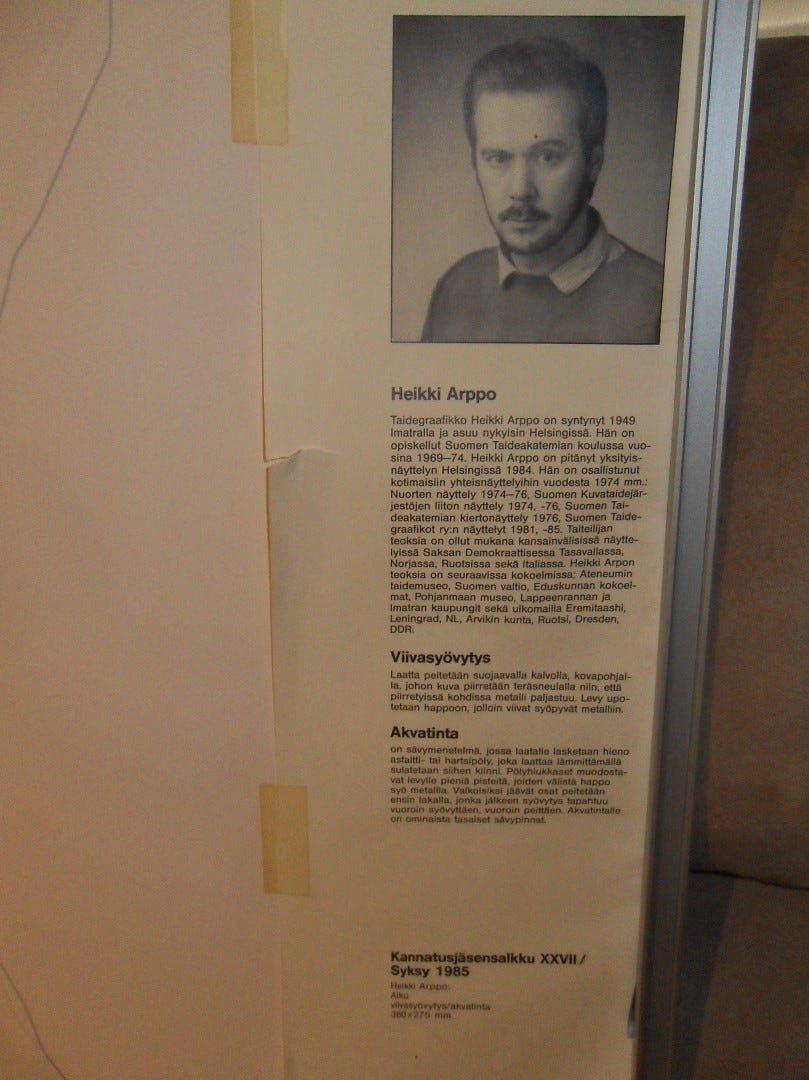 Heikki Arppo
Taidegraafikko Heikki Arppo on syntynyt 1949
Imatralla ja asuu nykyisin Helsingissä. Hän on
opiskellut Suomen Taideakatemian koulussa vuo-
sina 1969—74. Heikki Arppo on pitänyt yksityis-
näyttelyn Helsingissä 1984. Hän on osallistunut
kotimaisiin yhteisnäyttelyihin vuodesta 1974 mm.:
Nuorten näyttely 1974—76, Suomen Kuvataidejär-
jestöjen liiton näyttely 1974, -76, Suomen Tai-
deakatemian kiertonäyttely 1976, Suomen Taide-
graafikot ry:n näyttelyt 1981, -85. Taiteilijan
teoksia on ollut mukana kansainvälisissä näytte-
lyissä Saksan Demokraattisessa Tasavallassa,
Norjassa, Ruotsissa sekä Italiassa. Heikki Arpon
teoksia on seuraavissa kokoelmissa: Ateneumin
taidemuseo, Suomen valtio, Eduskunnan kokoel-
mat, Pohjanmaan museo, Lappeenrannan ja
Imatran kaupungit sekä ulkomailla Eremitaashi,
Leningrad, NL, Arvikin kunta, Ruotsi, Dresden,
DDR.
Viivasyövytys
Laatta peitetään suojaavalla kalvolla, kovapohjal-
la, johon kuva piirretään teräsneulalla niin, että
piirretyissä kohdissa metalli paljastuu. Levy upo-
tetaan happoon, jolloin viivat syöpyvät metalliin.
Akvatinta
on sävymenetelmä, jossa laatalle lasketaan hieno
asfaltti- tai hartsipöly, joka laattaa lämmittämällä
sulatetaan siihen kiinni. Pölyhiukkaset muodosta-
vat levylle pieniä pisteitä, joiden välistä happo
syö metallia. Valkoisiksi jäävät osat peitetään
ensin lakalla, jonka jälkeen syövytys tapahtuu
vuoroin syövyttäen, vuoroin peittäen. Akvatintalle
on ominaista tasaiset sävypinnat.
Kannatusjäsensalkku XXVII/
Syksy 1985
Heikki Arppo:
Alku
viivasyövytys/akvatinta
380 x 275 mm